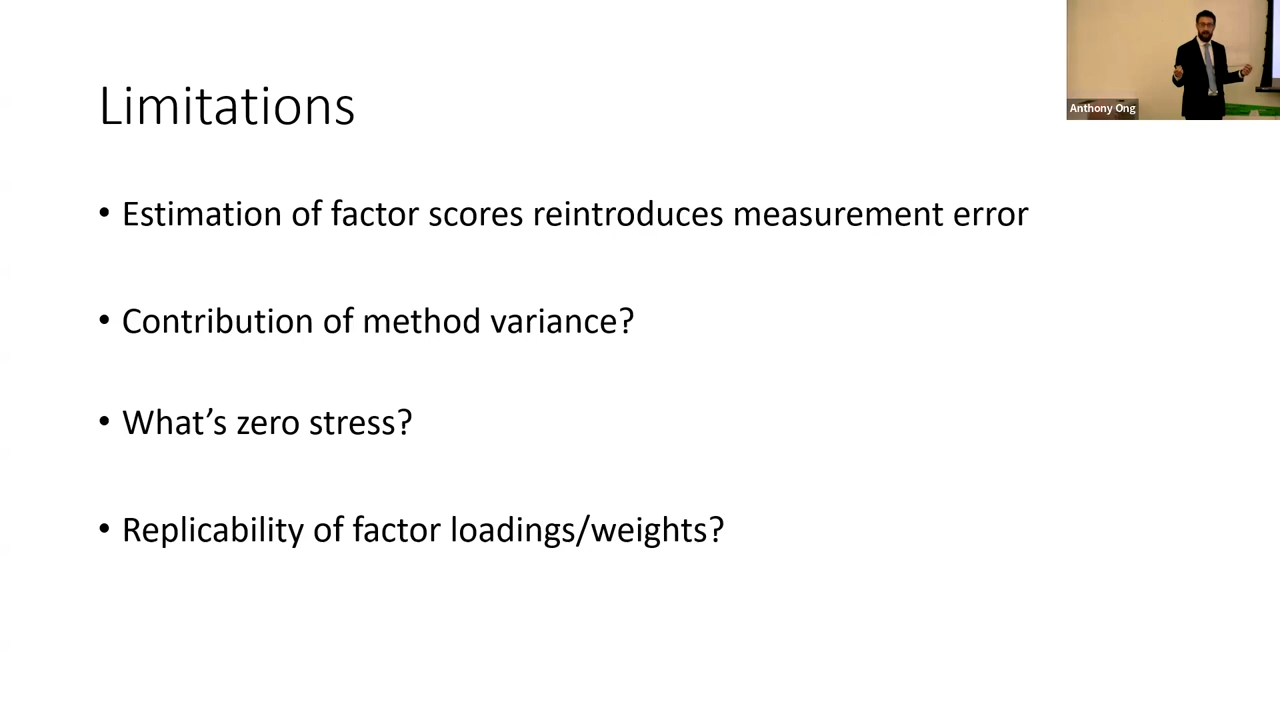 Anthony Ong
Limitations
• Estimation of factor scores reintroduces measurement error
• Contribution of method variance?
• What’s zero stress?
• Replicability of factor loadings/weights?